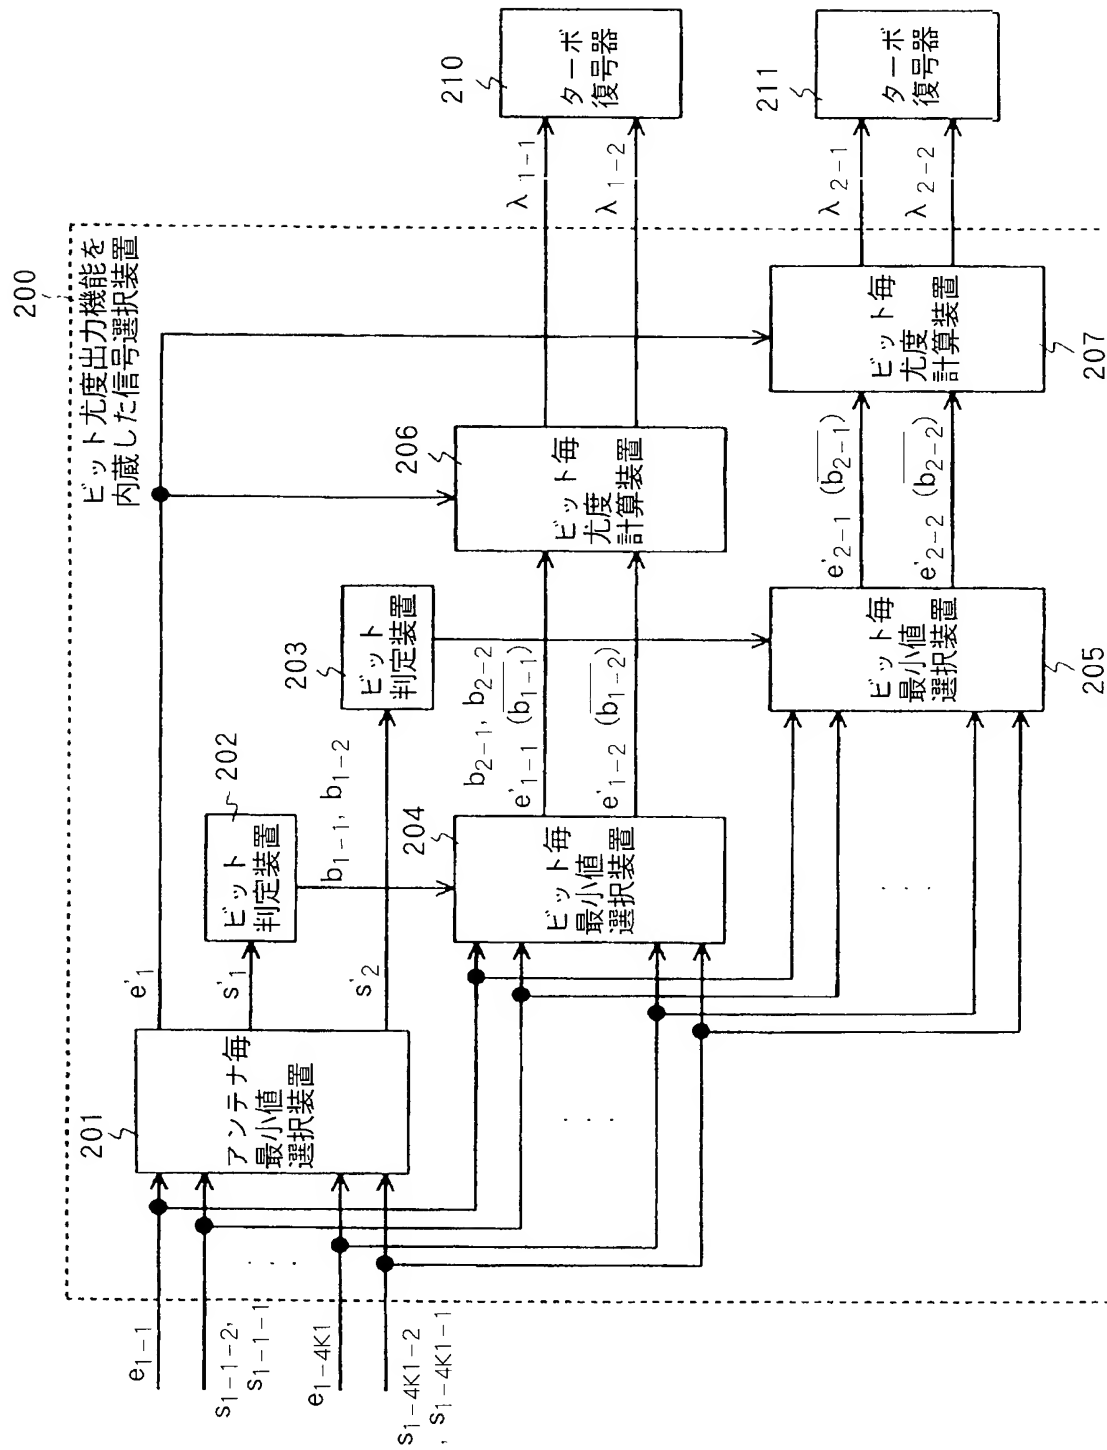 200
ビット尤度出力機能を
内蔵した信号選択装置
e₁₋₁
s₁₋₁₋₂,
s₁₋₁₋₁
. . .
e₁₋₄ₖ₁
s₁₋₄ₖ₁₋₂
, s₁₋₄ₖ₁₋₁
201
アンテナ毎
最小値
選択装置
e'₁
s'₁
s'₂
202
ビット
判定装置
b₁₋₁, b₁₋₂
203
ビット
判定装置
b₂₋₁, b₂₋₂
204
ビット毎
最小値
選択装置
. . .
e'₁₋₁ (b̅₁₋₁)
e'₁₋₂ (b̅₁₋₂)
205
ビット毎
最小値
選択装置
. . .
e'₂₋₁ (b̅₂₋₁)
e'₂₋₂ (b̅₂₋₂)
206
ビット毎
尤度
計算装置
λ₁₋₁
λ₁₋₂
207
ビット毎
尤度
計算装置
λ₂₋₁
λ₂₋₂
210
ターボ
復号器
211
ターボ
復号器